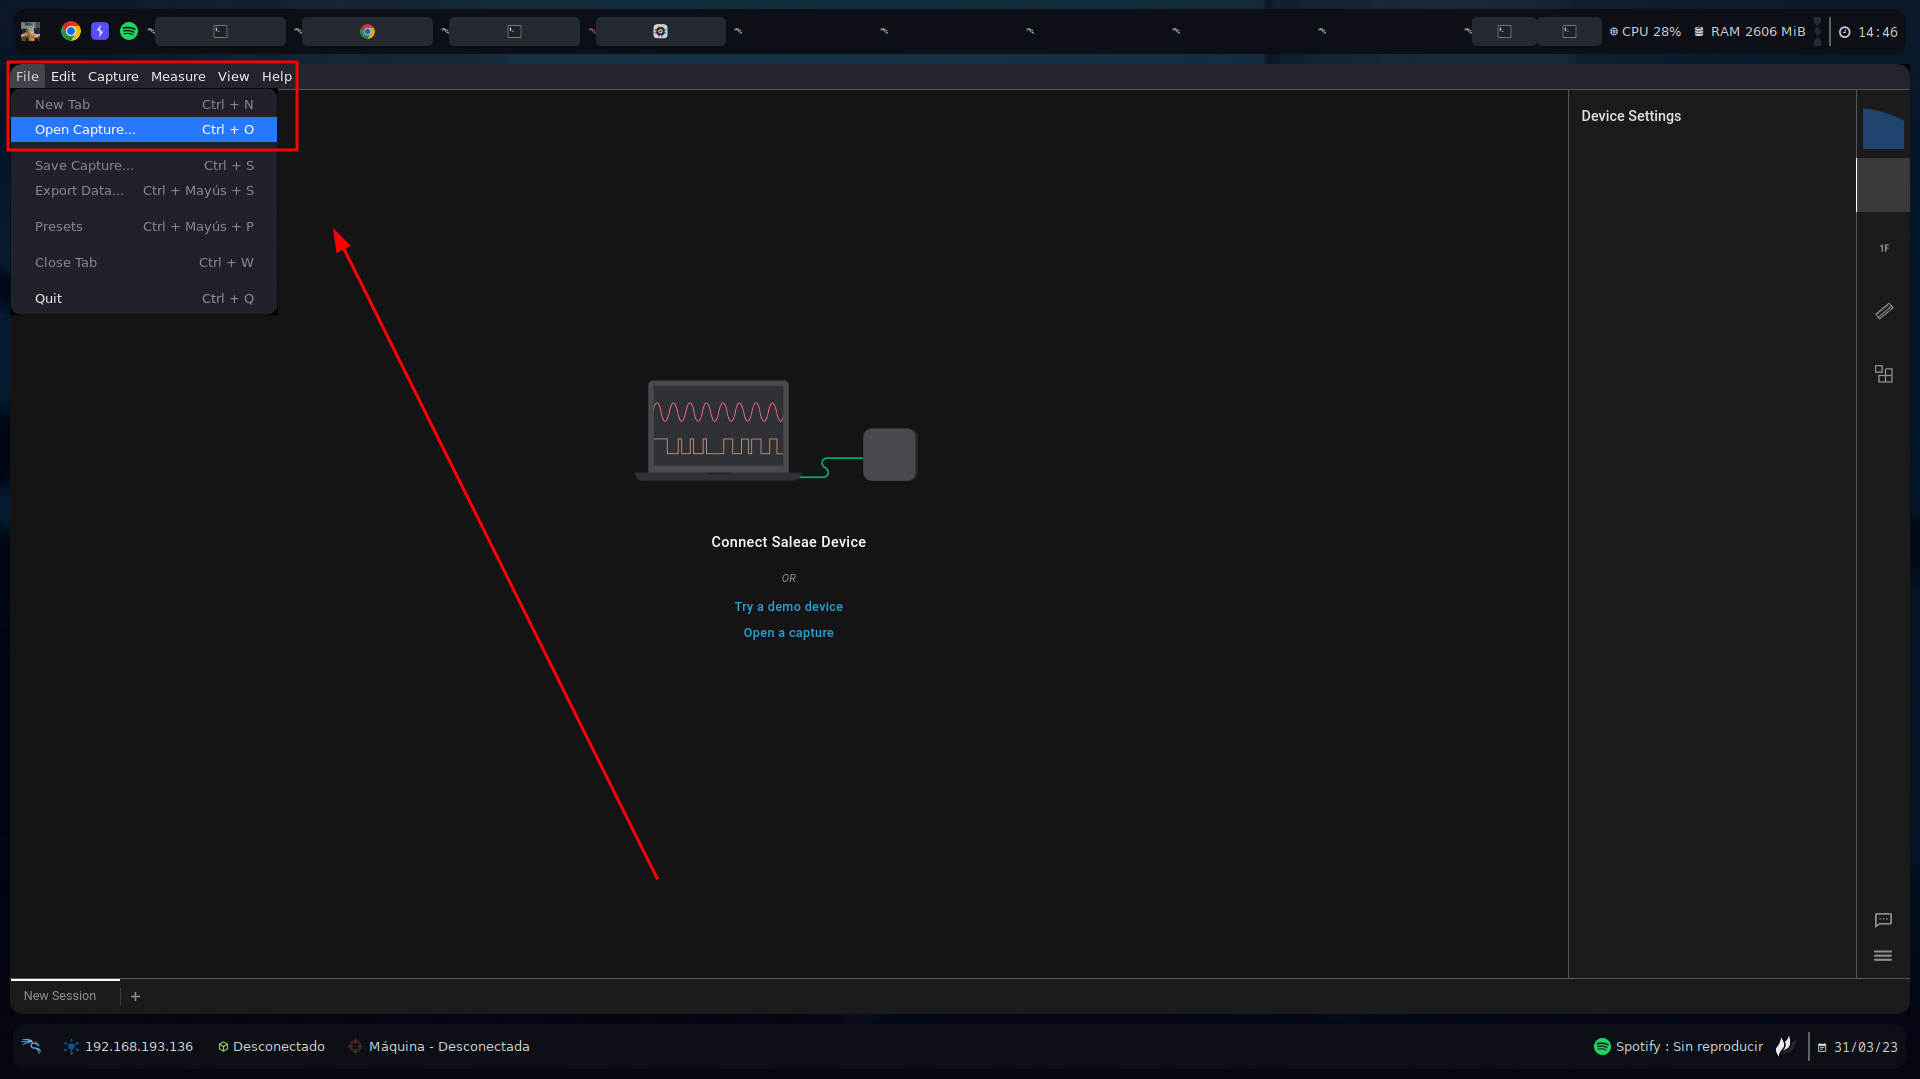 CPU 28% RAM 2606 MiB 14:46
File Edit Capture Measure View Help
New Tab Ctrl + N
Open Capture... Ctrl + O
Save Capture... Ctrl + S
Export Data... Ctrl + Mayús + S
Presets Ctrl + Mayús + P
Close Tab Ctrl + W
Quit Ctrl + Q
Device Settings
1F
Connect Saleae Device
OR
Try a demo device
Open a capture
New Session +
192.168.193.136 Desconectado Máquina - Desconectada Spotify : Sin reproducir 31/03/23